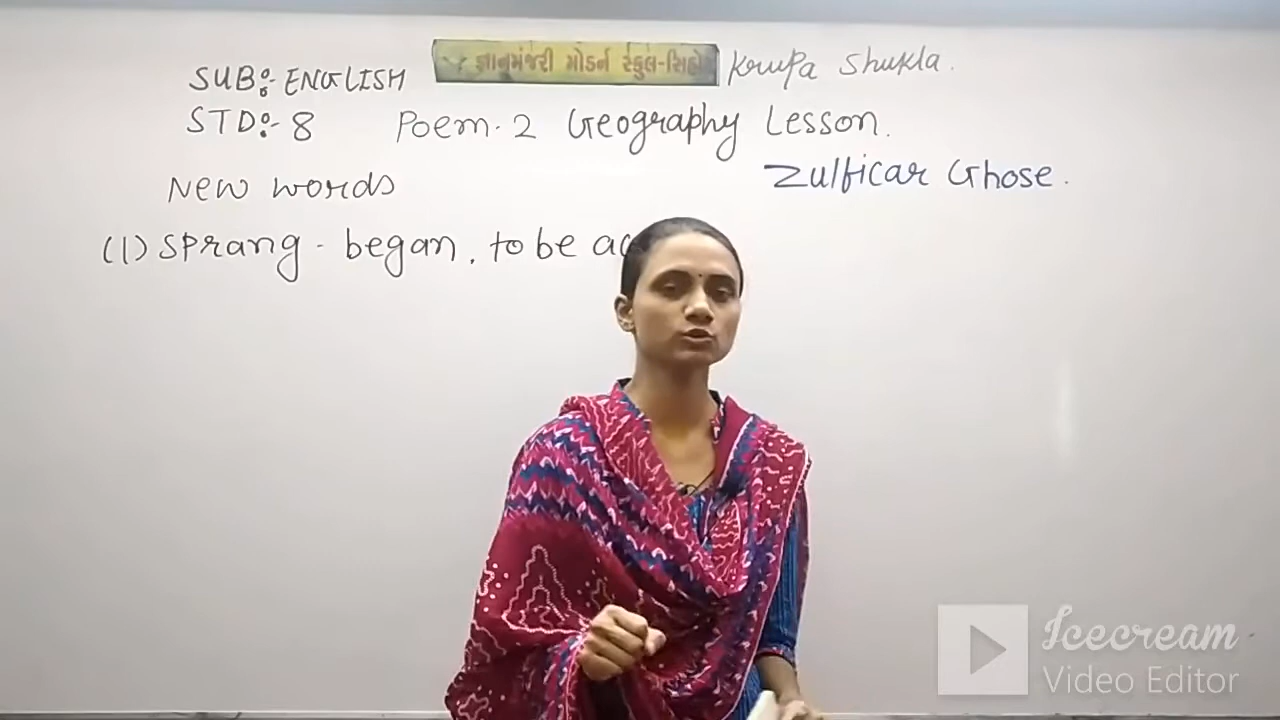 જ્ઞાનમંજરી મોડર્ન સ્કુલ-સિહોર
SUB:- ENGLISH
Krupa Shukla.
STD:- 8 Poem-2 Geography Lesson.
Zulficar Ghose.
New words
(1) Sprang - began, to be
Icecream
Video Editor